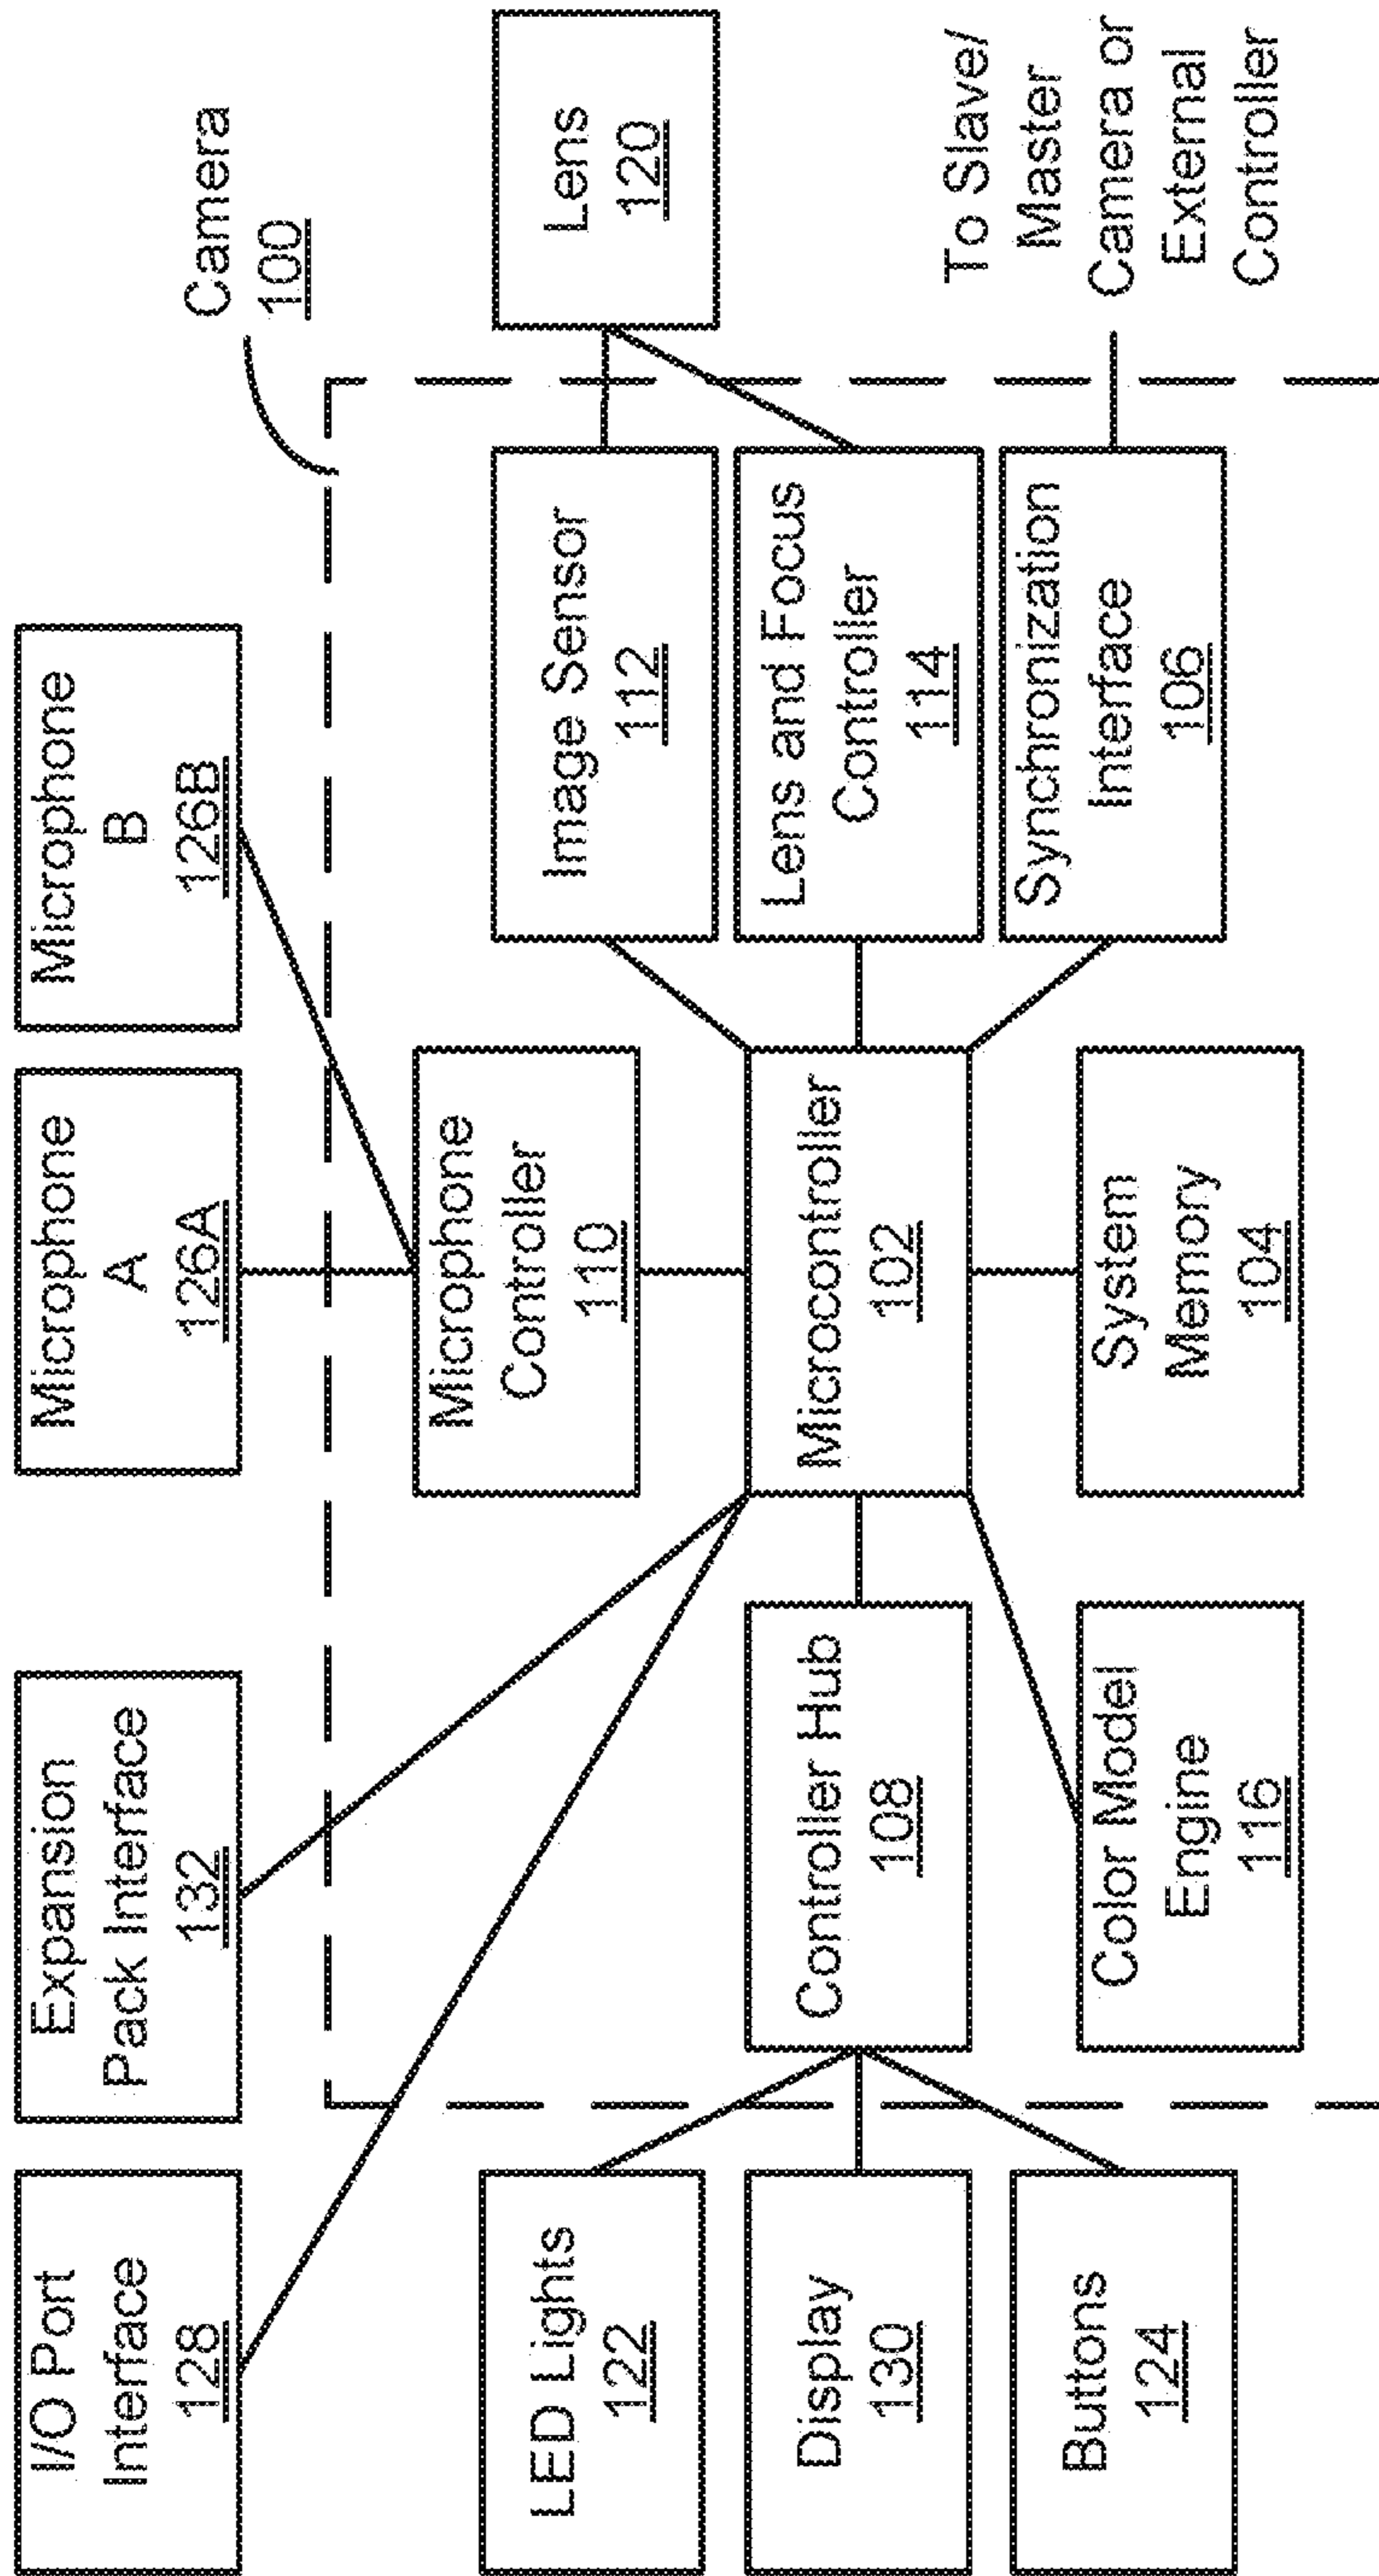 I/O Port
Interface
128
Expansion
Pack Interface
132
Microphone
A
126A
Microphone
B
126B
Camera
100
LED Lights
122
Display
130
Buttons
124
Controller Hub
108
Color Model
Engine
116
Microphone
Controller
110
Microcontroller
102
System
Memory
104
Image Sensor
112
Lens and Focus
Controller
114
Synchronization
Interface
106
Lens
120
To Slave/
Master
Camera or
External
Controller